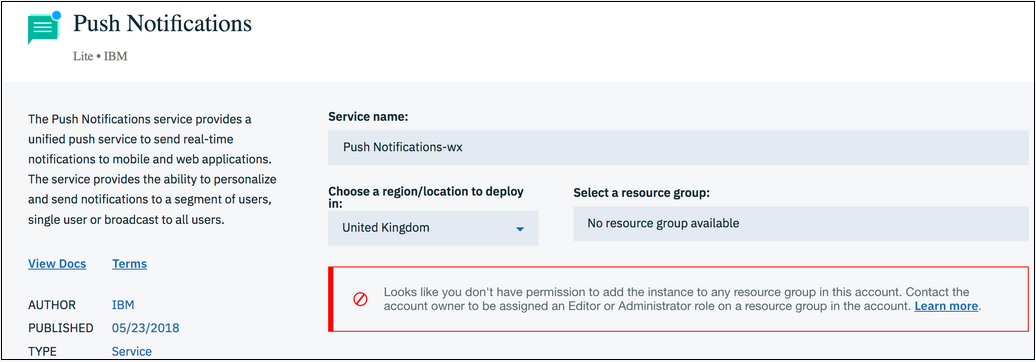 Push Notifications
Lite • IBM
The Push Notifications service provides a
unified push service to send real-time
notifications to mobile and web applications.
The service provides the ability to personalize
and send notifications to a segment of users,
single user or broadcast to all users.
View Docs Terms
AUTHOR IBM
PUBLISHED 05/23/2018
TYPE Service
Service name:
Push Notifications-wx
Choose a region/location to deploy
in:
United Kingdom
Select a resource group:
No resource group available
Looks like you don't have permission to add the instance to any resource group in this account. Contact the
account owner to be assigned an Editor or Administrator role on a resource group in the account. Learn more.